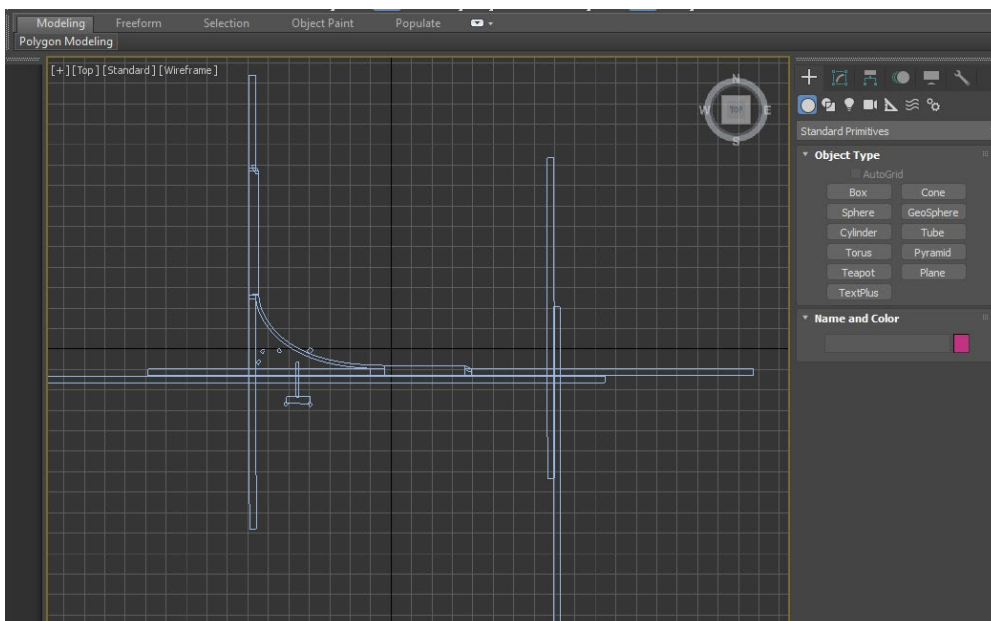 Modeling Freeform Selection Object Paint Populate
Polygon Modeling
[+] [Top] [Standard] [Wireframe]
N
W TOP E
S
Standard Primitives
Object Type
AutoGrid
Box Cone
Sphere GeoSphere
Cylinder Tube
Torus Pyramid
Teapot Plane
TextPlus
Name and Color